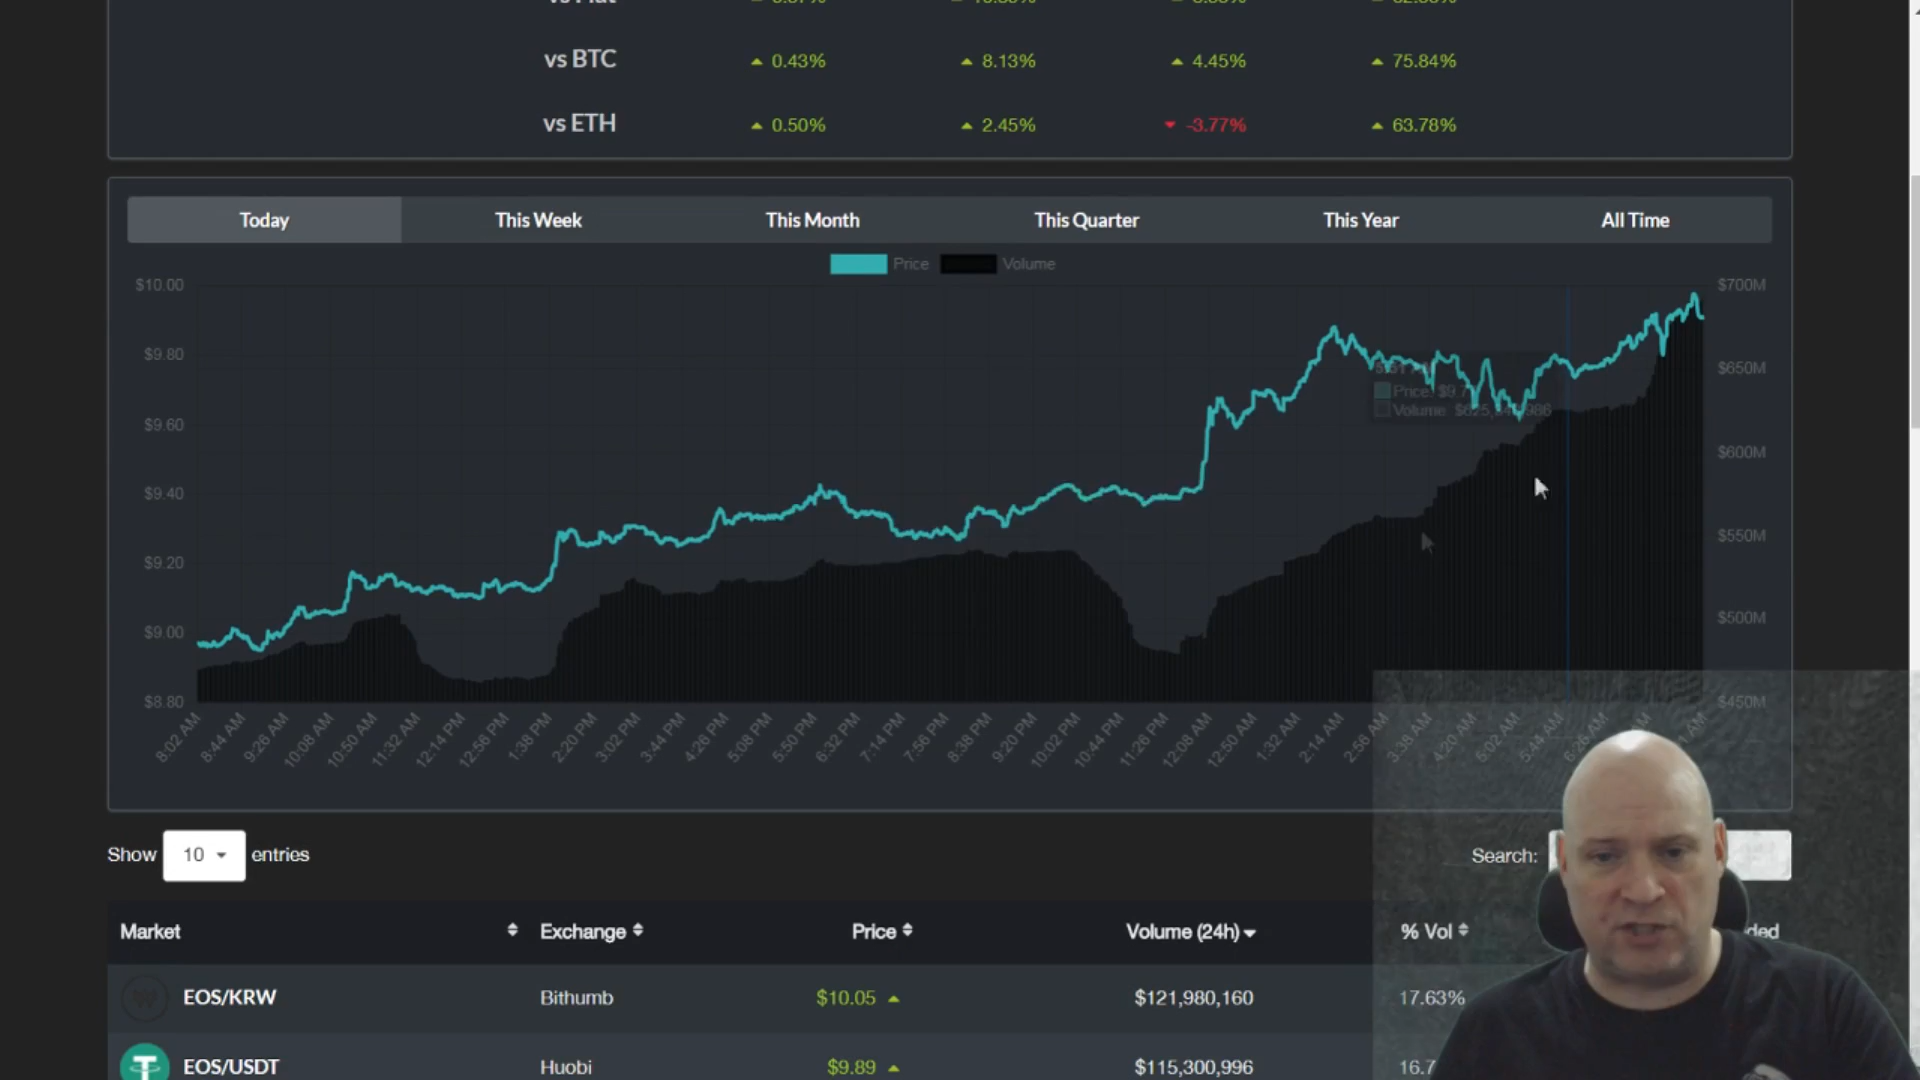 vs BTC 0.43% 8.13% 4.45% 75.84%
vs ETH 0.50% 2.45% -3.77% 63.78%
Today This Week This Month This Quarter This Year All Time
Price Volume
$10.00 $700M
$9.80 $650M
$9.60 $600M
$9.40 $550M
$9.20 $500M
$9.00 $450M
$8.80
Price: $9.7
Volume
8:02 AM 8:44 AM 9:26 AM 10:08 AM 10:50 AM 11:32 AM 12:14 PM 12:56 PM 1:38 PM 2:20 PM 3:02 PM 3:44 PM 4:26 PM 5:08 PM 5:50 PM 6:32 PM 7:14 PM 7:56 PM 8:38 PM 9:20 PM 10:02 PM 10:44 PM 11:26 PM 12:08 AM 12:50 AM 1:32 AM 2:14 AM 2:56 AM 3:38 AM 4:20 AM 5:02 AM 5:44 AM 6:26 AM
Show 10 entries Search:
Market Exchange Price Volume (24h) % Vol
EOS/KRW Bithumb $10.05 $121,980,160 17.63%
EOS/USDT Huobi $9.89 $115,300,996 16.7